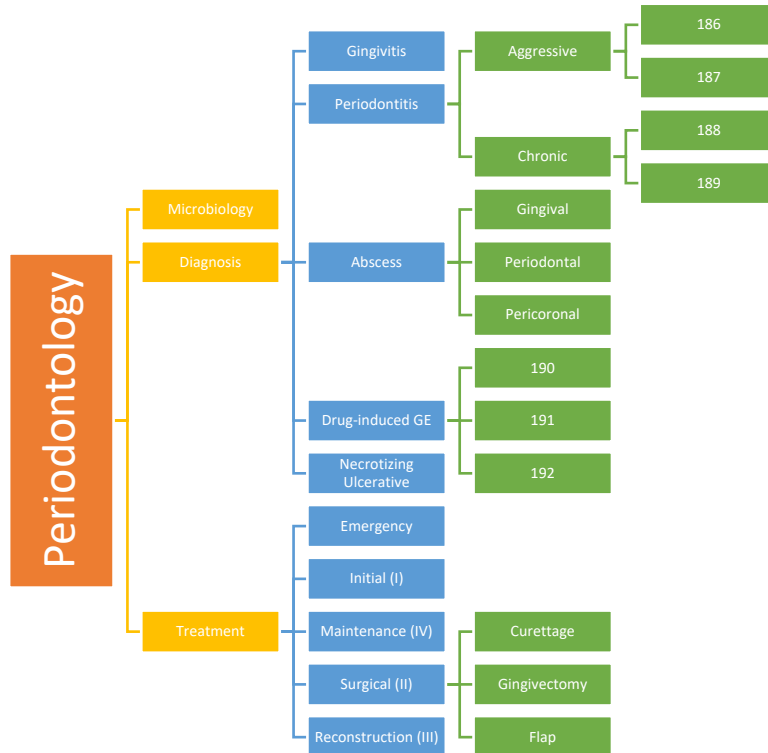 Periodontology
Microbiology
Diagnosis
Gingivitis
Periodontitis
Aggressive
186
187
Chronic
188
189
Abscess
Gingival
Periodontal
Pericoronal
Drug-induced GE
190
191
192
Necrotizing
Ulcerative
Treatment
Emergency
Initial (I)
Maintenance (IV)
Surgical (II)
Curettage
Gingivectomy
Flap
Reconstruction (III)